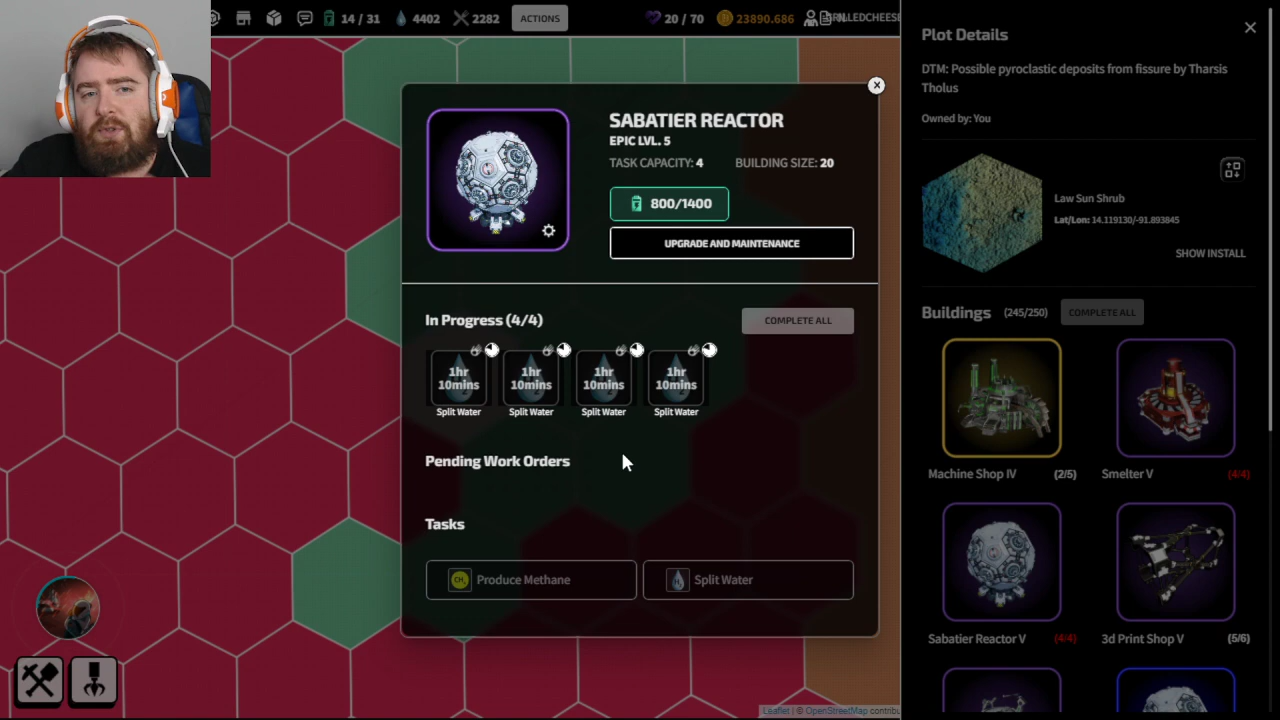 14 / 31
4402
2282
ACTIONS
20 / 70
23890.686
RILLEDCHEESE
SABATIER REACTOR
EPIC LVL. 5
TASK CAPACITY: 4
BUILDING SIZE: 20
800/1400
UPGRADE AND MAINTENANCE
In Progress (4/4)
COMPLETE ALL
1hr
10mins
Split Water
1hr
10mins
Split Water
1hr
10mins
Split Water
1hr
10mins
Split Water
Pending Work Orders
Tasks
CH₄ Produce Methane
Split Water
Plot Details
DTM: Possible pyroclastic deposits from fissure by Tharsis
Tholus
Owned by: You
Law Sun Shrub
Lat/Lon: 14.119130/-91.893845
SHOW INSTALL
Buildings (245/250)
COMPLETE ALL
Machine Shop IV (2/5)
Smelter V (4/4)
Sabatier Reactor V (4/4)
3d Print Shop V (5/6)
Leaflet | © OpenStreetMap contribu